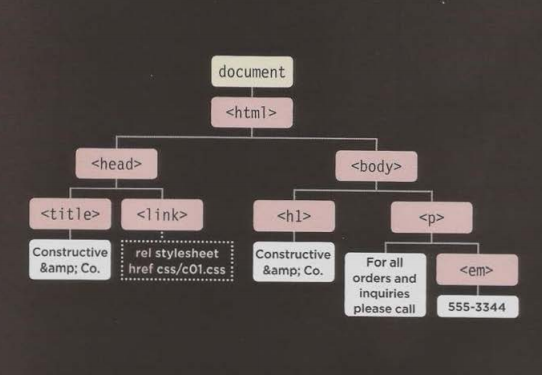 document
<html>
<head>
<body>
<title>
<link>
<h1>
<p>
Constructive
&amp; Co.
rel stylesheet
href css/c01.css
Constructive
&amp; Co.
For all
orders and
inquiries
please call
<em>
555-3344